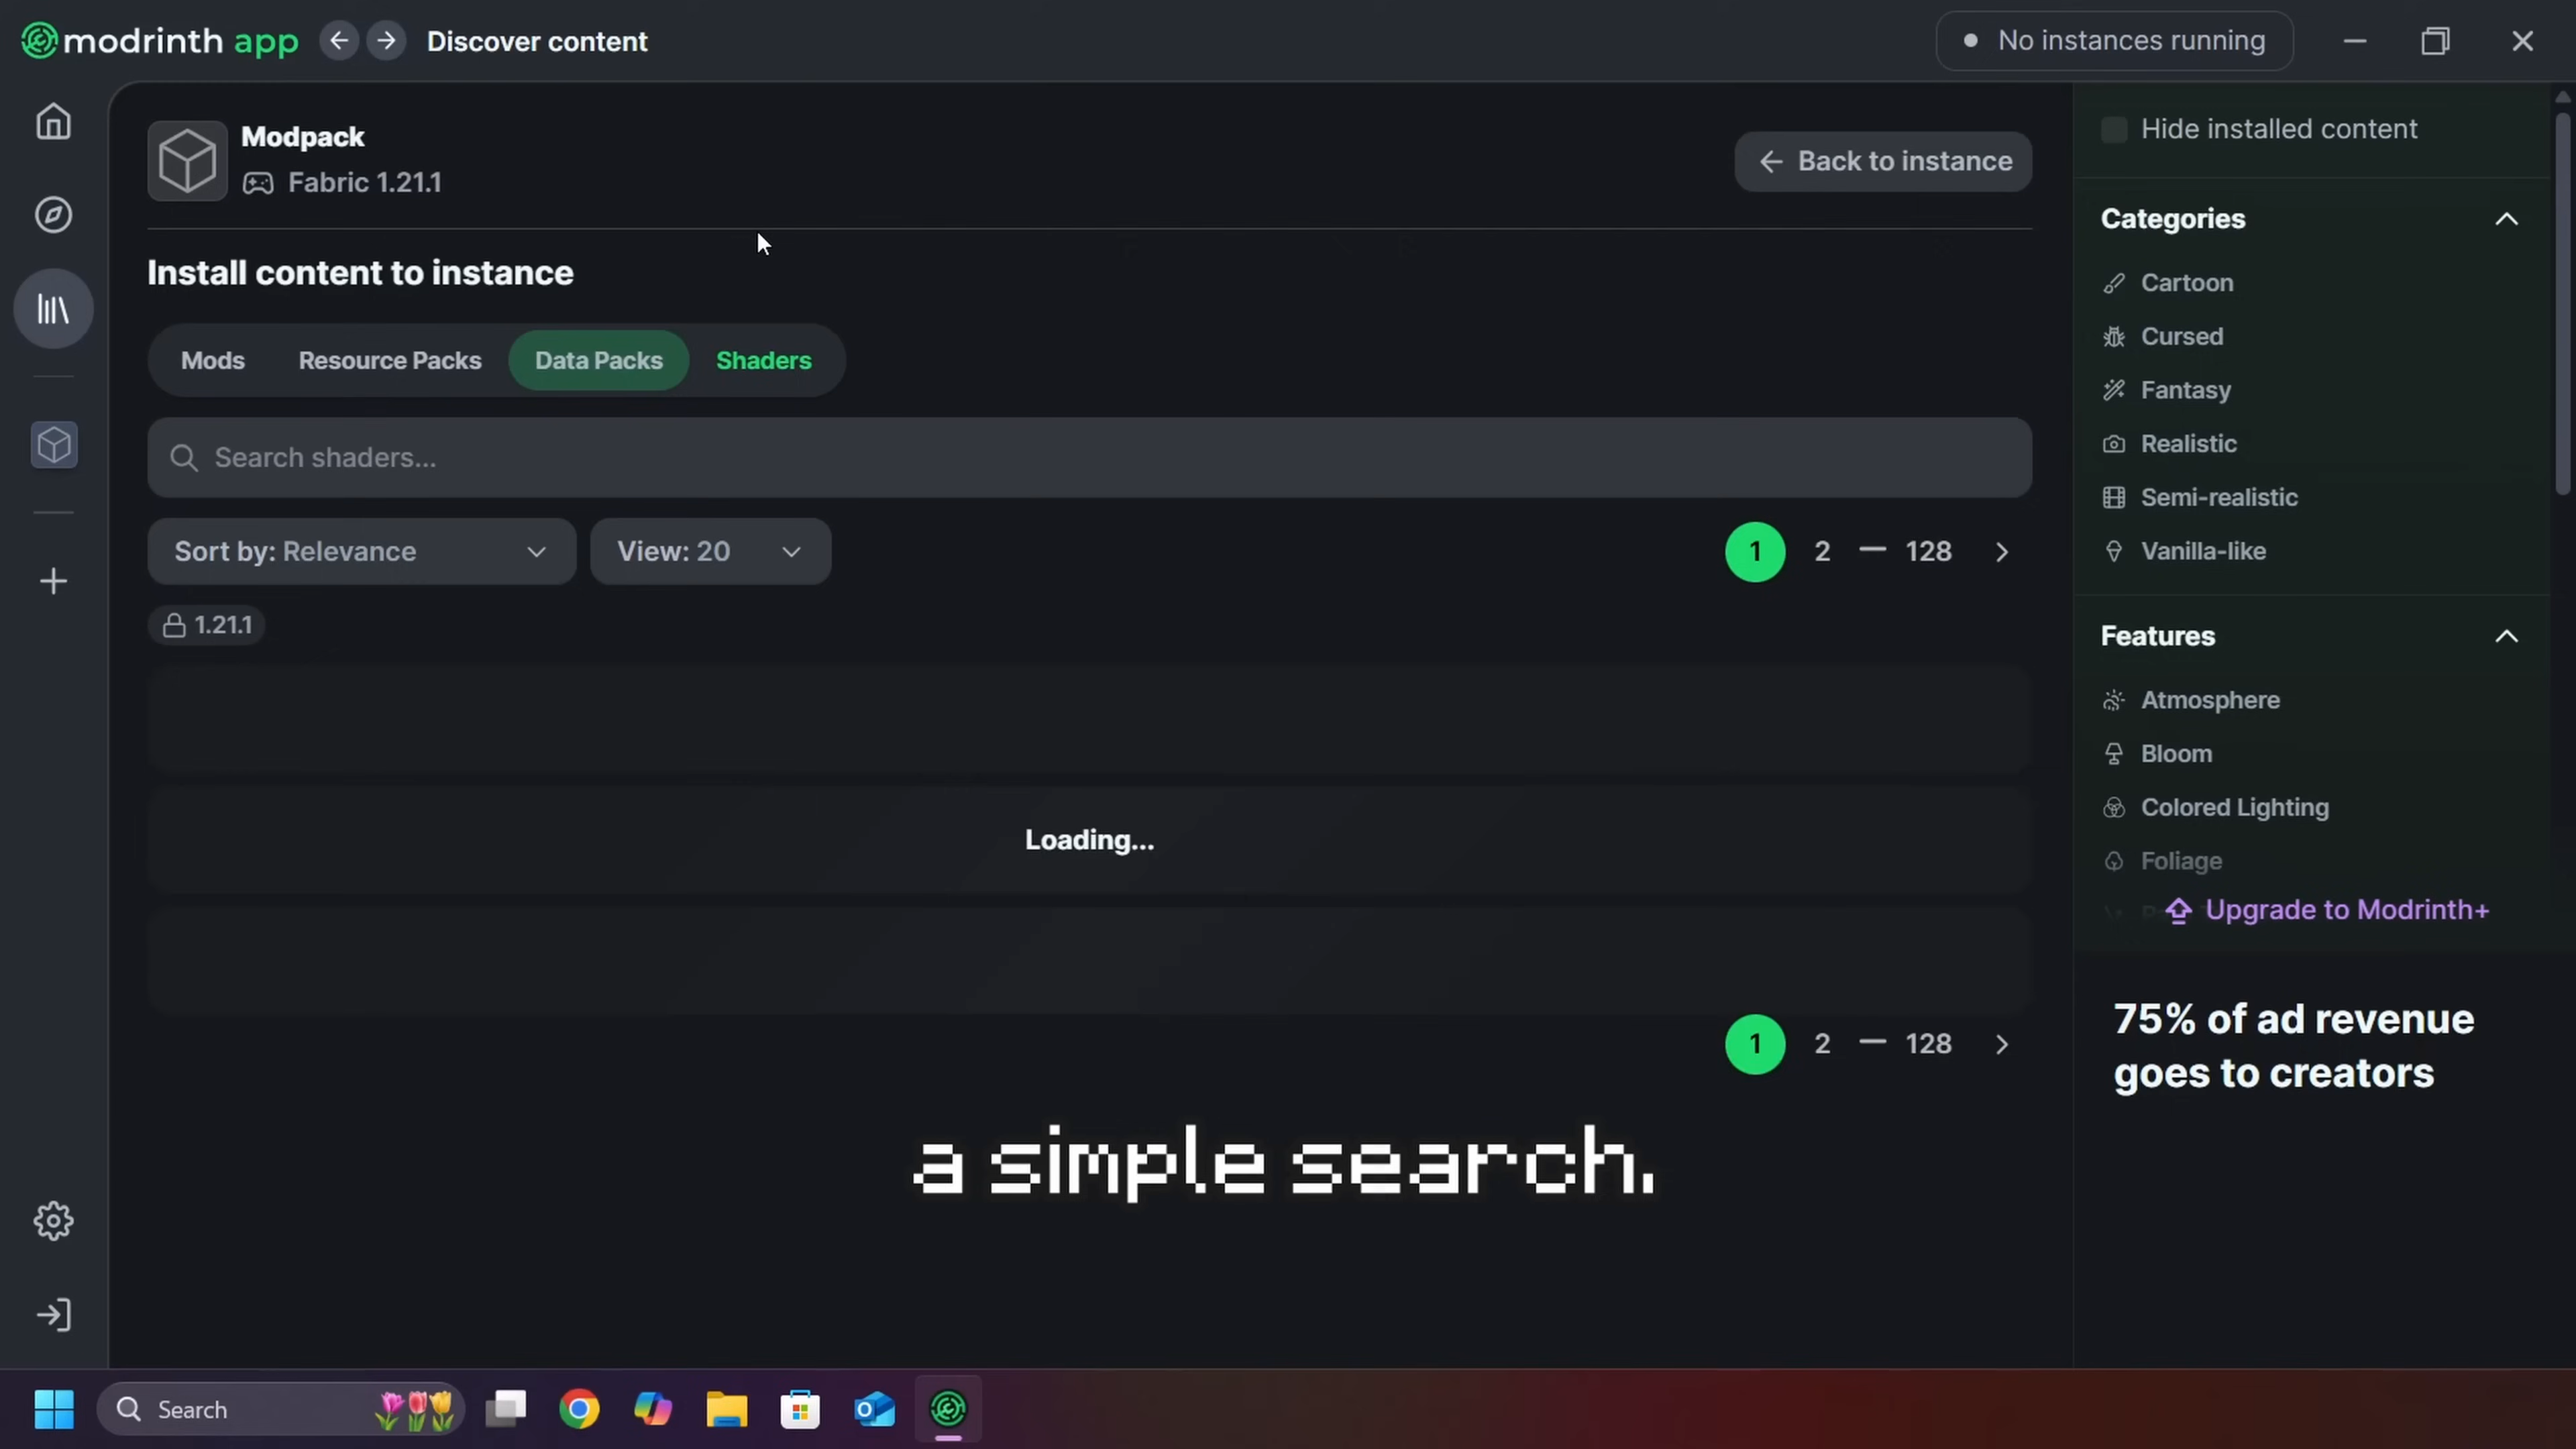 modrinth app
Discover content
No instances running
Modpack
Fabric 1.21.1
Back to instance
Install content to instance
Mods
Resource Packs
Data Packs
Shaders
Search shaders...
Sort by: Relevance
View: 20
1 2 — 128
1.21.1
Loading...
1 2 — 128
a simple search.
Hide installed content
Categories
Cartoon
Cursed
Fantasy
Realistic
Semi-realistic
Vanilla-like
Features
Atmosphere
Bloom
Colored Lighting
Foliage
Upgrade to Modrinth+
75% of ad revenue
goes to creators
Search